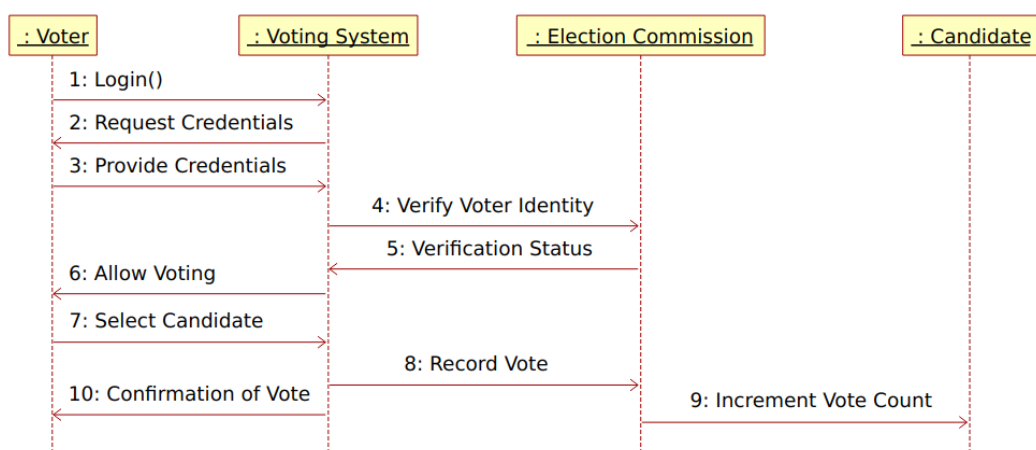 : Voter
: Voting System
: Election Commission
: Candidate
1: Login()
2: Request Credentials
3: Provide Credentials
4: Verify Voter Identity
5: Verification Status
6: Allow Voting
7: Select Candidate
8: Record Vote
10: Confirmation of Vote
9: Increment Vote Count